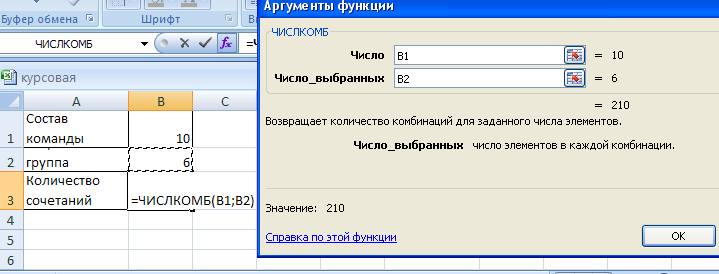 Буфер обмена
Шрифт
Аргументы функции
ЧИСЛКОМБ
=Ч
ЧИСЛКОМБ
Число B1 = 10
Число_выбранных B2 = 6
= 210
Возвращает количество комбинаций для заданного числа элементов.
Число_выбранных число элементов в каждой комбинации.
Значение: 210
Справка по этой функции
OK
курсовая
A B C
Состав
1 команды 10
2 группа 6
Количество
3 сочетаний =ЧИСЛКОМБ(B1;B2)
4
5
6